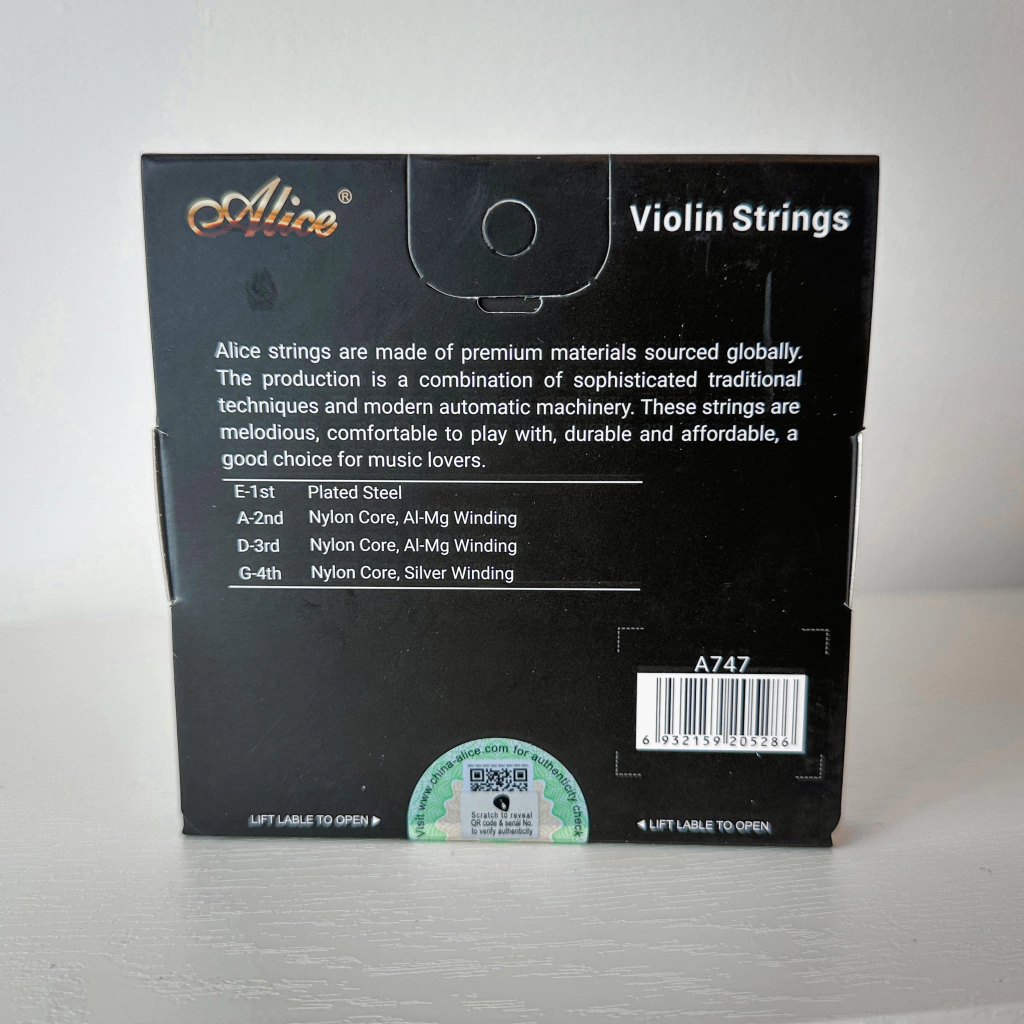 Alice®
Violin Strings
Alice strings are made of premium materials sourced globally.
The production is a combination of sophisticated traditional
techniques and modern automatic machinery. These strings are
melodious, comfortable to play with, durable and affordable, a
good choice for music lovers.
E-1st Plated Steel
A-2nd Nylon Core, Al-Mg Winding
D-3rd Nylon Core, Al-Mg Winding
G-4th Nylon Core, Silver Winding
A747
6 932159 205286
Visit www.china-alice.com for authenticity check
Scratch to reveal
QR code & serial No.
to verify authenticity
LIFT LABLE TO OPEN ▶
◀ LIFT LABLE TO OPEN